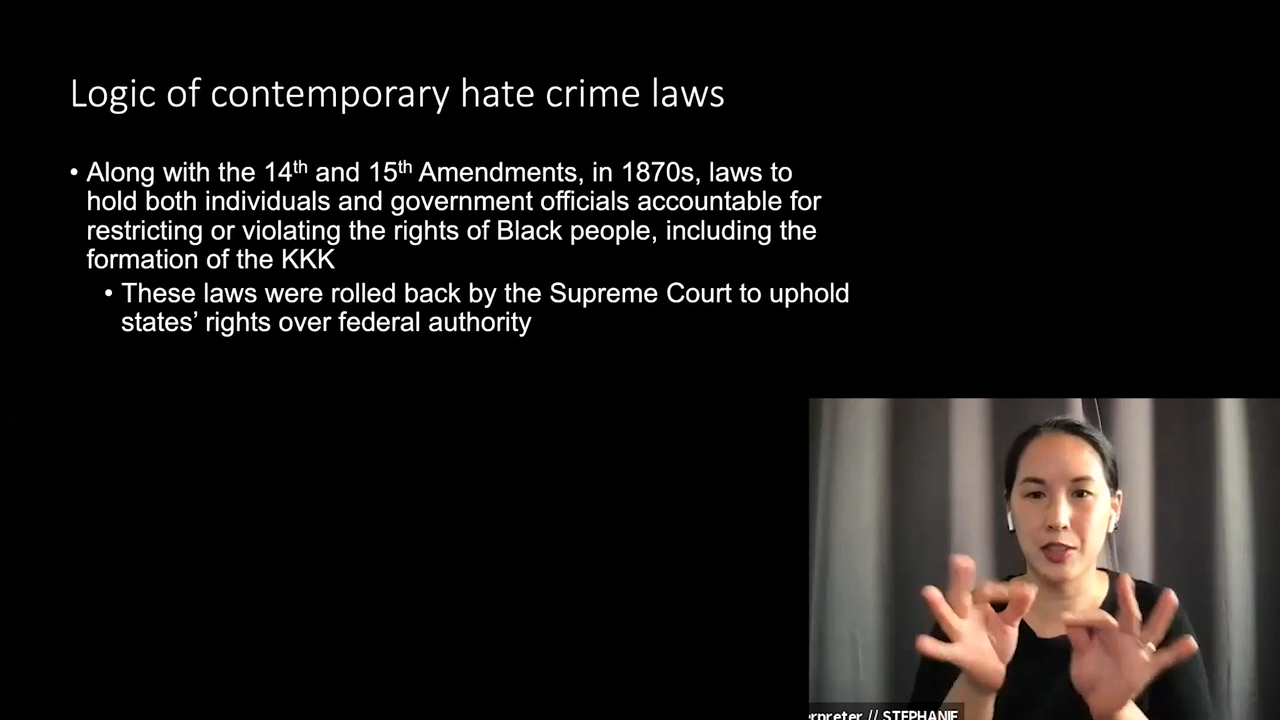 Logic of contemporary hate crime laws
• Along with the 14th and 15th Amendments, in 1870s, laws to
hold both individuals and government officials accountable for
restricting or violating the rights of Black people, including the
formation of the KKK
• These laws were rolled back by the Supreme Court to uphold
states’ rights over federal authority
erpreter // STEPHANIE